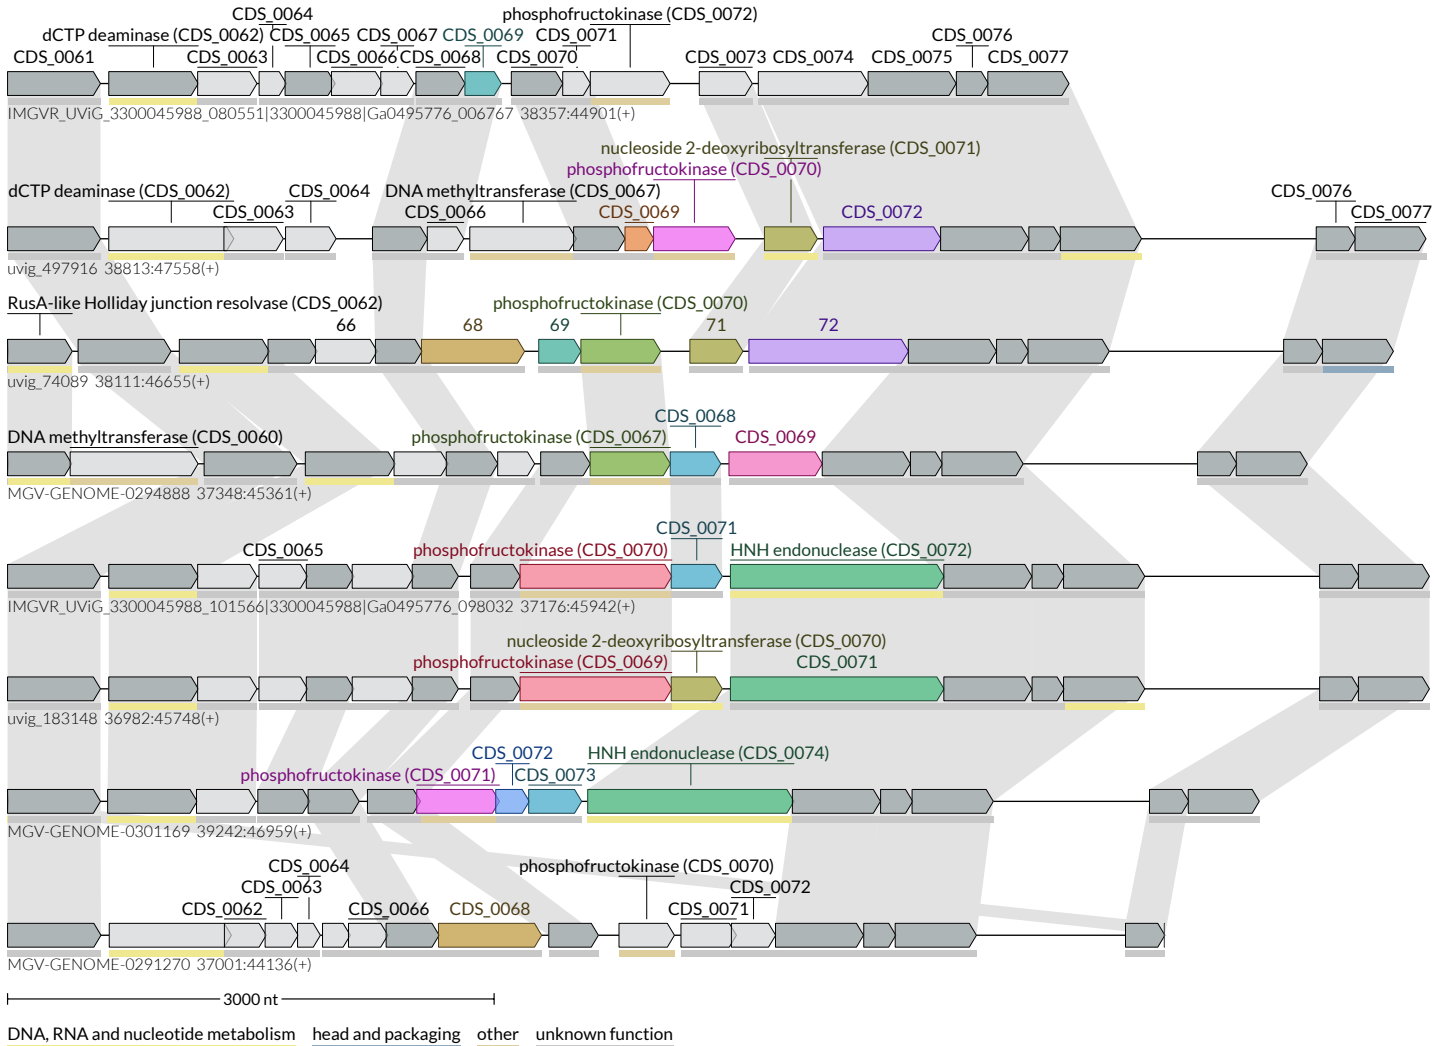 CDS_0064 phosphofructokinase (CDS_0072)
dCTP deaminase (CDS_0062) CDS_0065 CDS_0067 CDS_0069 CDS_0071 CDS_0076
CDS_0061 CDS_0063 CDS_0066 CDS_0068 CDS_0070 CDS_0073 CDS_0074 CDS_0075 CDS_0077
IMGVR_UViG_3300045988_080551|3300045988|Ga0495776_006767 38357:44901(+)
nucleoside 2-deoxyribosyltransferase (CDS_0071)
phosphofructokinase (CDS_0070)
dCTP deaminase (CDS_0062) CDS_0064 DNA methyltransferase (CDS_0067) CDS_0076
CDS_0063 CDS_0066 CDS_0069 CDS_0072 CDS_0077
uvig_497916 38813:47558(+)
RusA-like Holliday junction resolvase (CDS_0062) phosphofructokinase (CDS_0070)
66 68 69 71 72
uvig_74089 38111:46655(+)
CDS_0068
DNA methyltransferase (CDS_0060) phosphofructokinase (CDS_0067) CDS_0069
MGV-GENOME-0294888 37348:45361(+)
CDS_0071
CDS_0065 phosphofructokinase (CDS_0070) HNH endonuclease (CDS_0072)
IMGVR_UViG_3300045988_101566|3300045988|Ga0495776_098032 37176:45942(+)
nucleoside 2-deoxyribosyltransferase (CDS_0070)
phosphofructokinase (CDS_0069) CDS_0071
uvig_183148 36982:45748(+)
CDS_0072 HNH endonuclease (CDS_0074)
phosphofructokinase (CDS_0071) CDS_0073
MGV-GENOME-0301169 39242:46959(+)
CDS_0064 phosphofructokinase (CDS_0070)
CDS_0063 CDS_0072
CDS_0062 CDS_0066 CDS_0068 CDS_0071
MGV-GENOME-0291270 37001:44136(+)
3000 nt
DNA, RNA and nucleotide metabolism head and packaging other unknown function